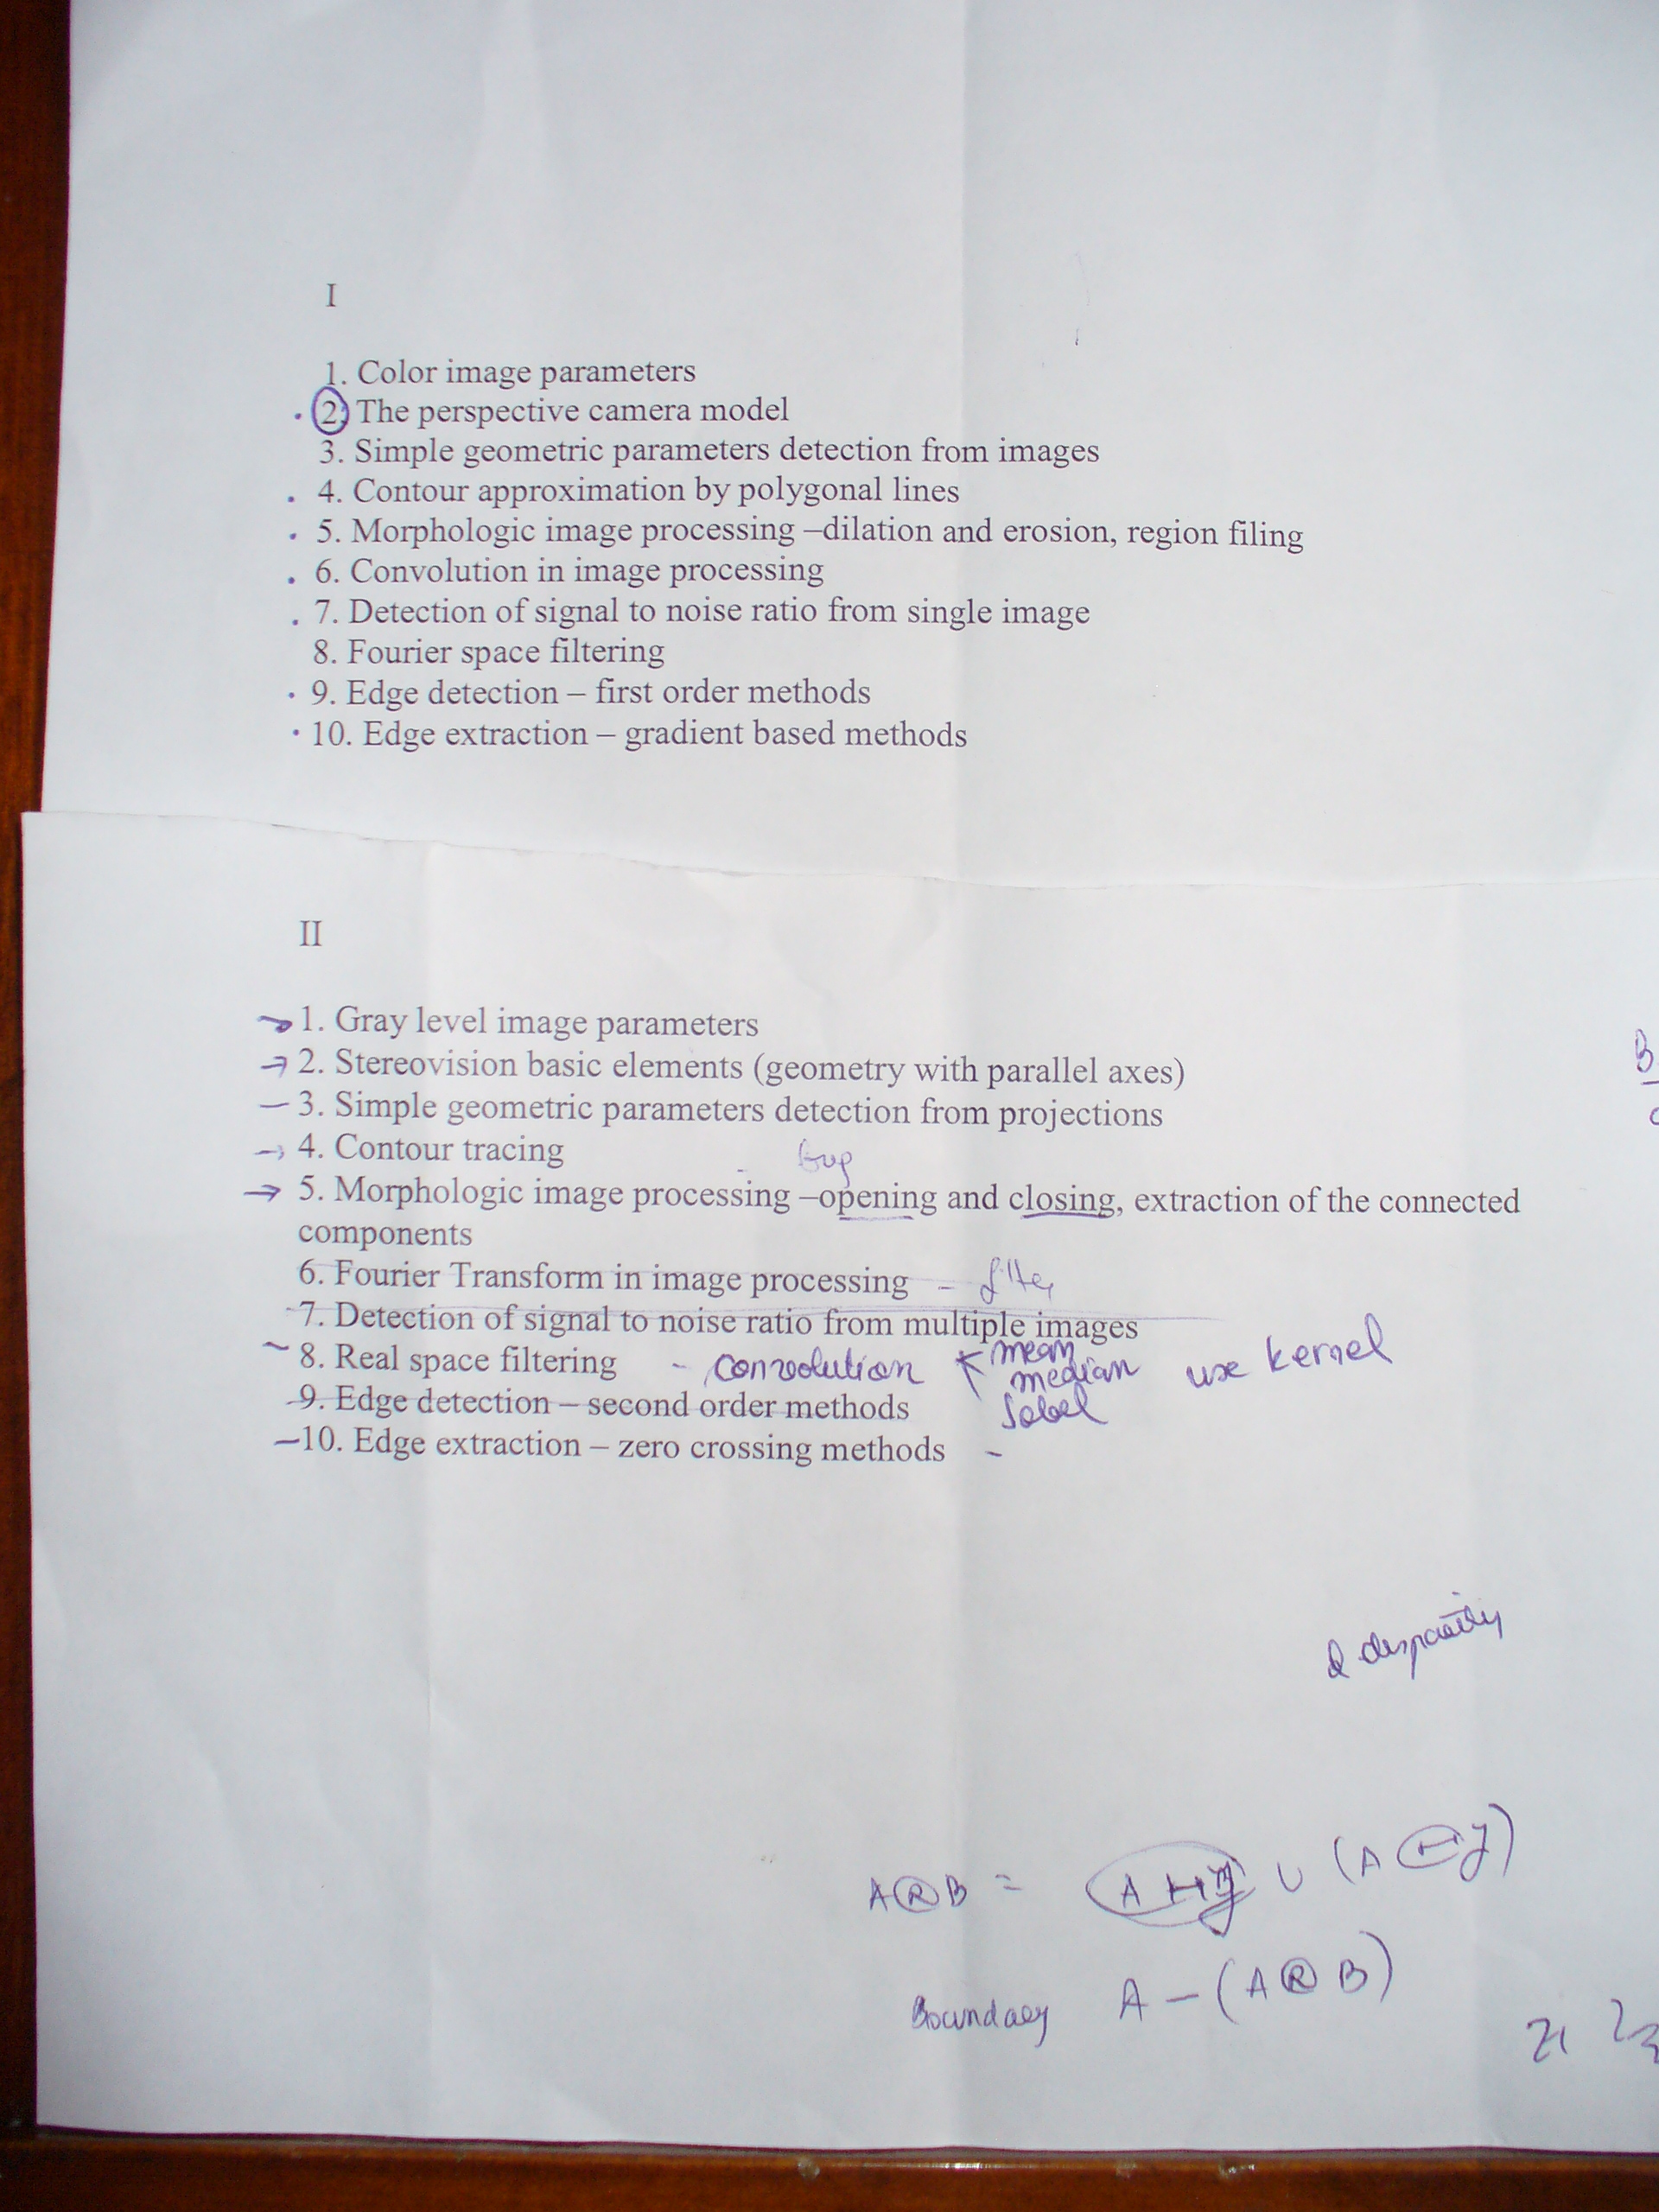 I
1. Color image parameters
2. The perspective camera model
3. Simple geometric parameters detection from images
4. Contour approximation by polygonal lines
5. Morphologic image processing –dilation and erosion, region filing
6. Convolution in image processing
7. Detection of signal to noise ratio from single image
8. Fourier space filtering
9. Edge detection – first order methods
10. Edge extraction – gradient based methods
II
1. Gray level image parameters
2. Stereovision basic elements (geometry with parallel axes)
3. Simple geometric parameters detection from projections
4. Contour tracing
5. Morphologic image processing –opening and closing, extraction of the connected
components
6. Fourier Transform in image processing -
7. Detection of signal to noise ratio from multiple images
8. Real space filtering - convolution mean
median use kernel
9. Edge detection – second order methods Sobel
10. Edge extraction – zero crossing methods -
disparity
A®B = ∪ (A ⊖
Boundary A – (A®B)